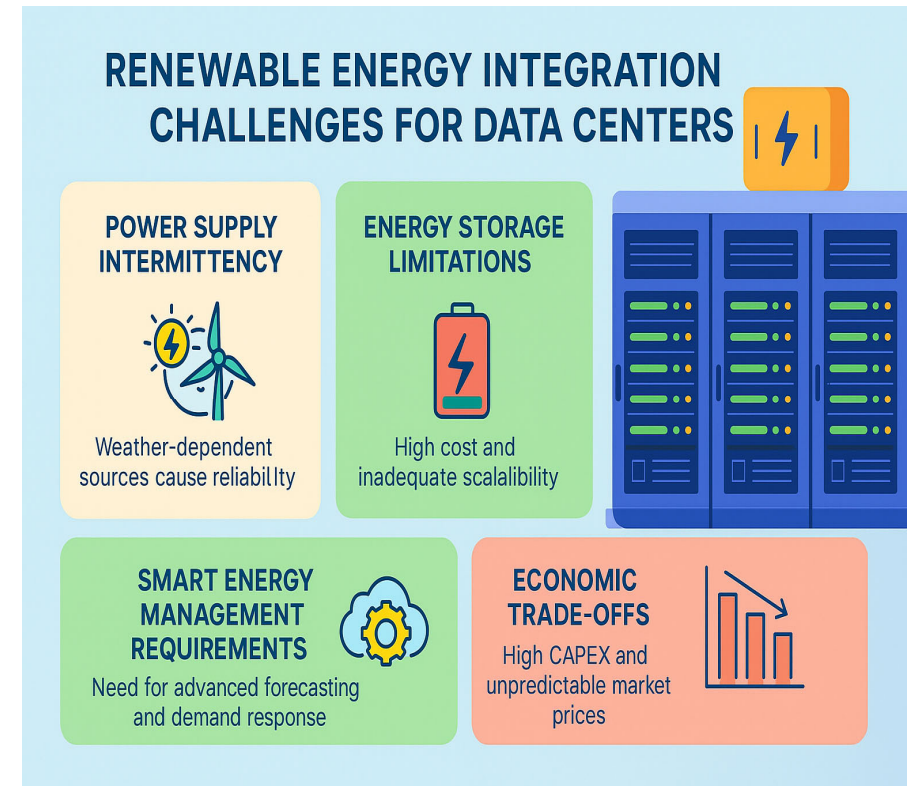 RENEWABLE ENERGY INTEGRATION
CHALLENGES FOR DATA CENTERS
POWER SUPPLY
INTERMITTENCY
Weather-dependent
sources cause reliability
ENERGY STORAGE
LIMITATIONS
High cost and
inadequate scalalibility
SMART ENERGY
MANAGEMENT
REQUIREMENTS
Need for advanced forecasting
and demand response
ECONOMIC
TRADE-OFFS
High CAPEX and
unpredictable market
prices